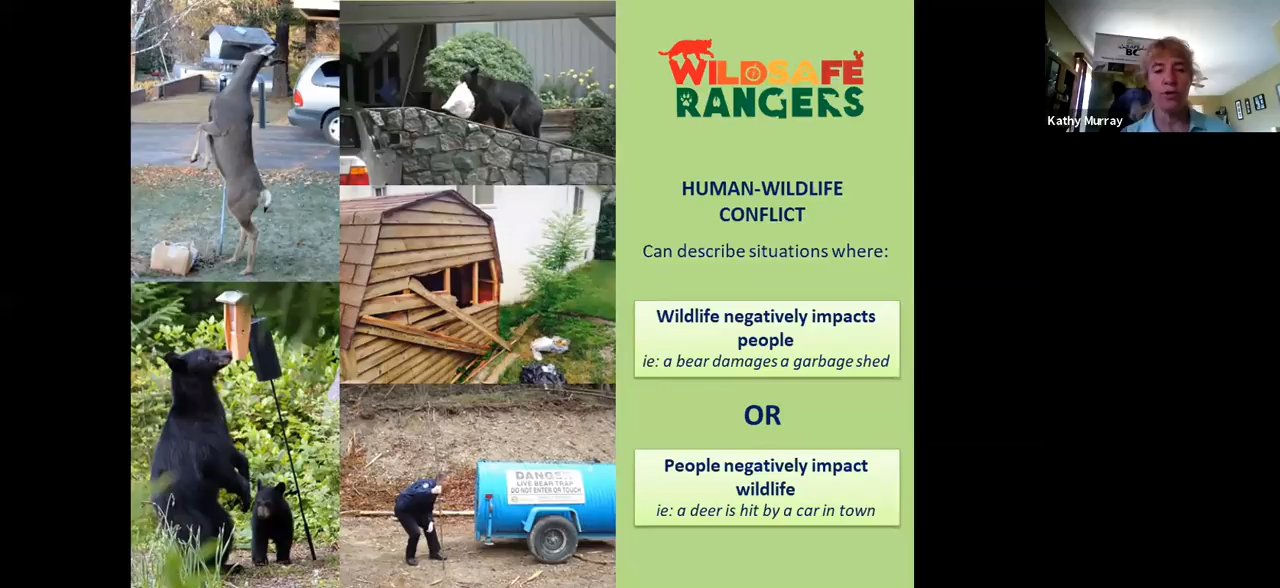 WILDSAFE
RANGERS
HUMAN-WILDLIFE
CONFLICT
Can describe situations where:
Wildlife negatively impacts
people
ie: a bear damages a garbage shed
OR
People negatively impact
wildlife
ie: a deer is hit by a car in town
DANGER
LIVE BEAR TRAP
DO NOT ENTER OR TOUCH
BC
Kathy Murray